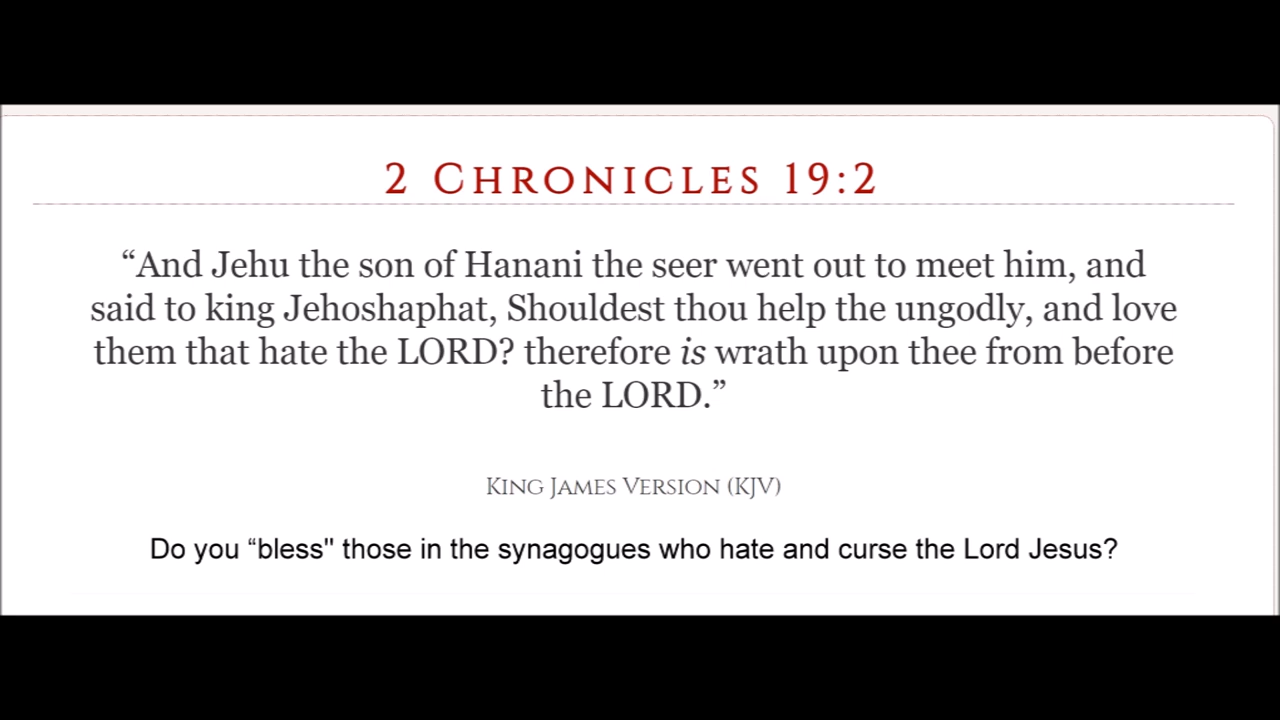 2 Chronicles 19:2
“And Jehu the son of Hanani the seer went out to meet him, and
said to king Jehoshaphat, Shouldest thou help the ungodly, and love
them that hate the LORD? therefore is wrath upon thee from before
the LORD.”
King James Version (KJV)
Do you “bless" those in the synagogues who hate and curse the Lord Jesus?